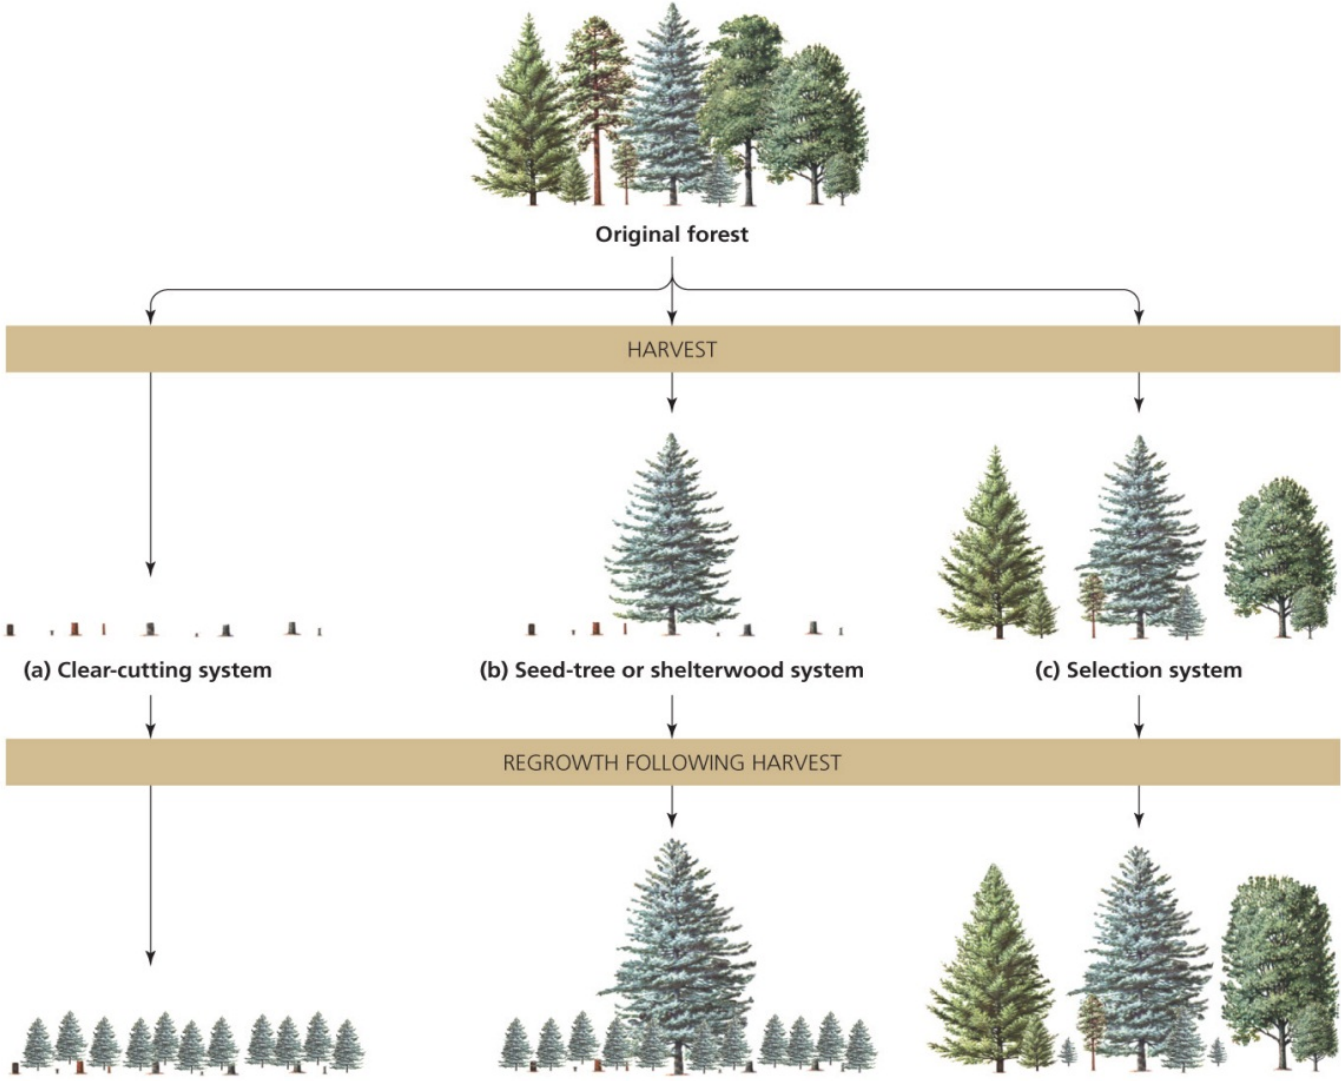 Original forest
HARVEST
(a) Clear-cutting system
(b) Seed-tree or shelterwood system
(c) Selection system
REGROWTH FOLLOWING HARVEST